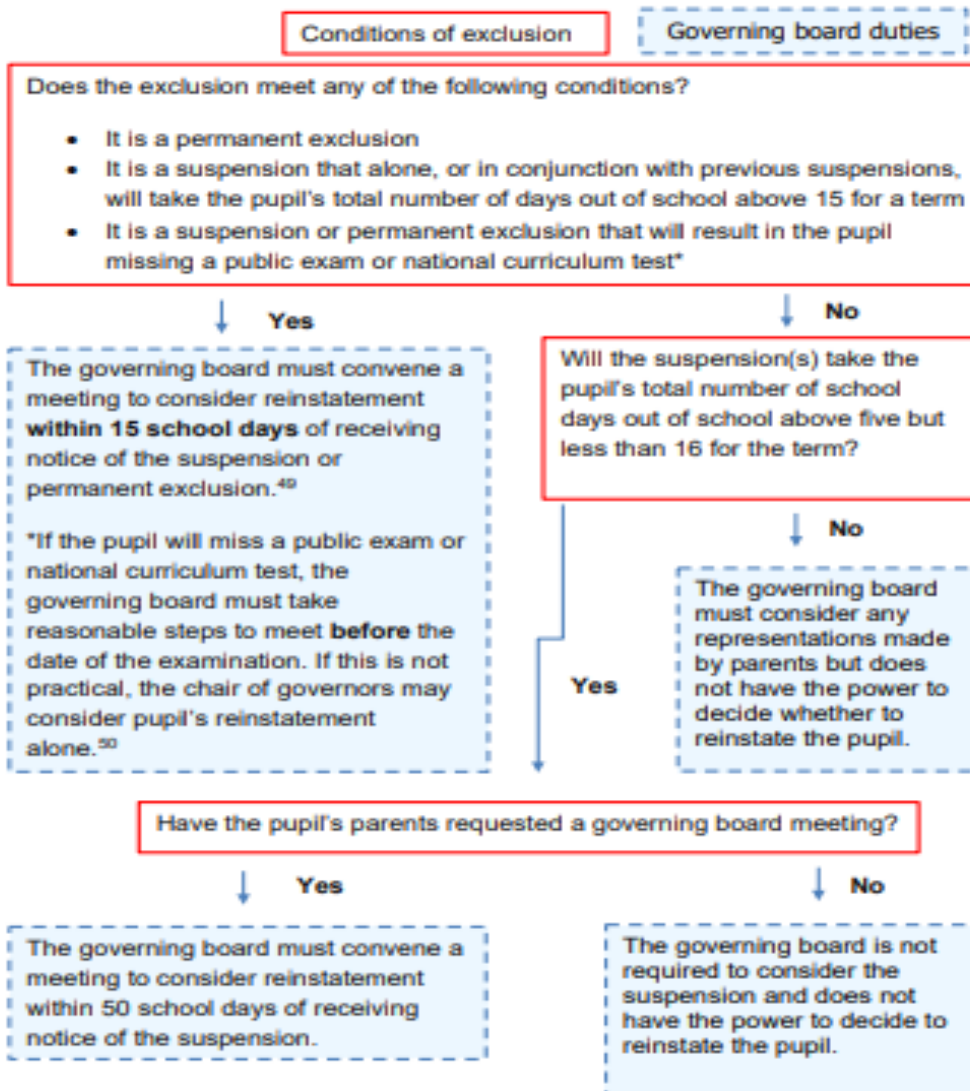 Conditions of exclusion
Governing board duties
Does the exclusion meet any of the following conditions?
• It is a permanent exclusion
• It is a suspension that alone, or in conjunction with previous suspensions,
will take the pupil's total number of days out of school above 15 for a term
• It is a suspension or permanent exclusion that will result in the pupil
missing a public exam or national curriculum test*
Yes
No
The governing board must convene a
meeting to consider reinstatement
within 15 school days of receiving
notice of the suspension or
permanent exclusion.49
*If the pupil will miss a public exam or
national curriculum test, the
governing board must take
reasonable steps to meet before the
date of the examination. If this is not
practical, the chair of governors may
consider pupil's reinstatement
alone.50
Will the suspension(s) take the
pupil's total number of school
days out of school above five but
less than 16 for the term?
No
The governing board
must consider any
representations made
by parents but does
not have the power to
decide whether to
reinstate the pupil.
Yes
Have the pupil's parents requested a governing board meeting?
Yes
No
The governing board must convene a
meeting to consider reinstatement
within 50 school days of receiving
notice of the suspension.
The governing board is not
required to consider the
suspension and does not
have the power to decide to
reinstate the pupil.